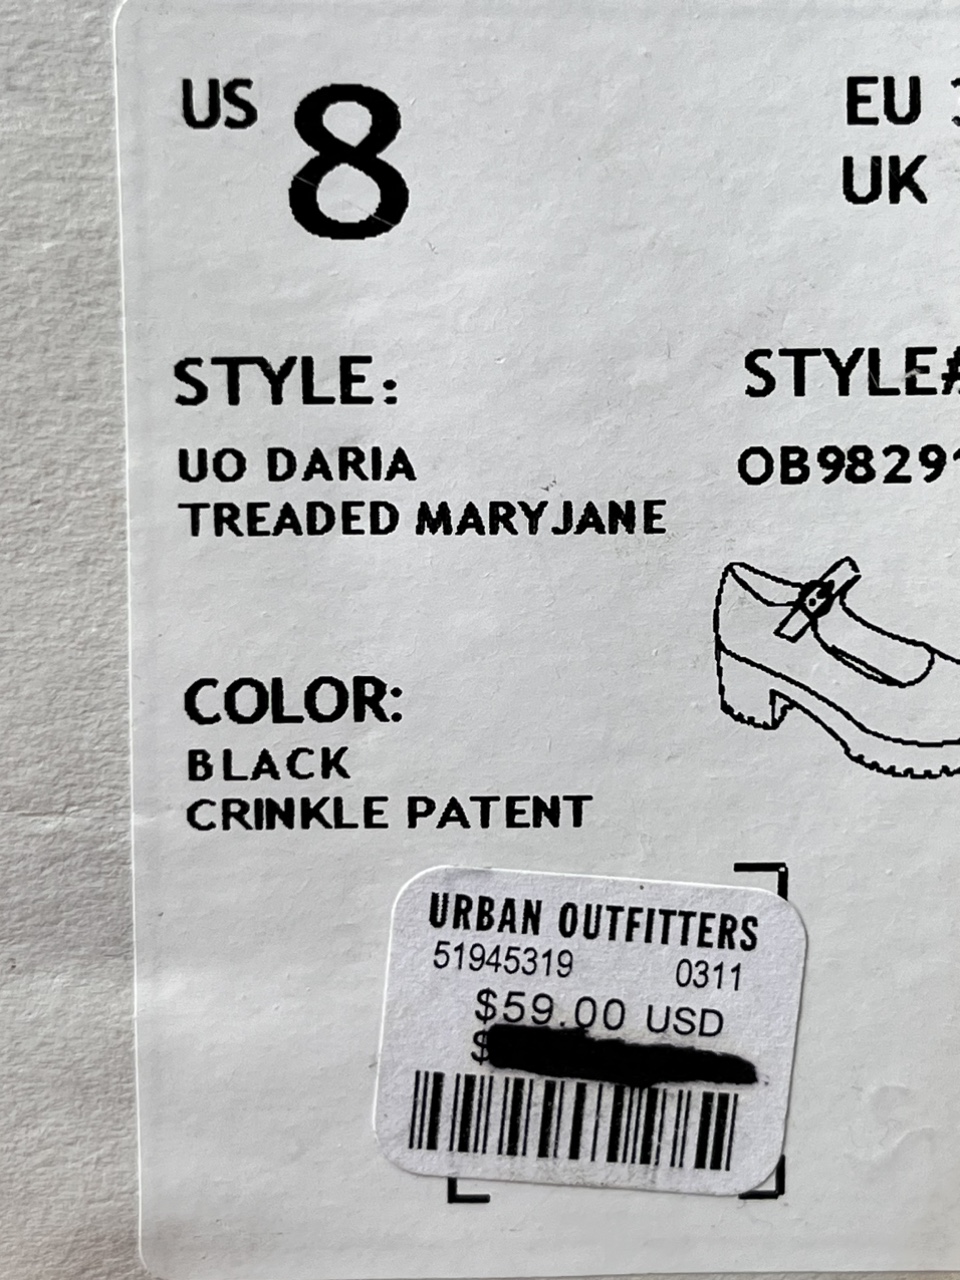 US 8 EU
UK
STYLE: STYLE#
UO DARIA OB9829
TREADED MARYJANE
COLOR:
BLACK
CRINKLE PATENT
URBAN OUTFITTERS
51945319 0311
$59.00 USD
$